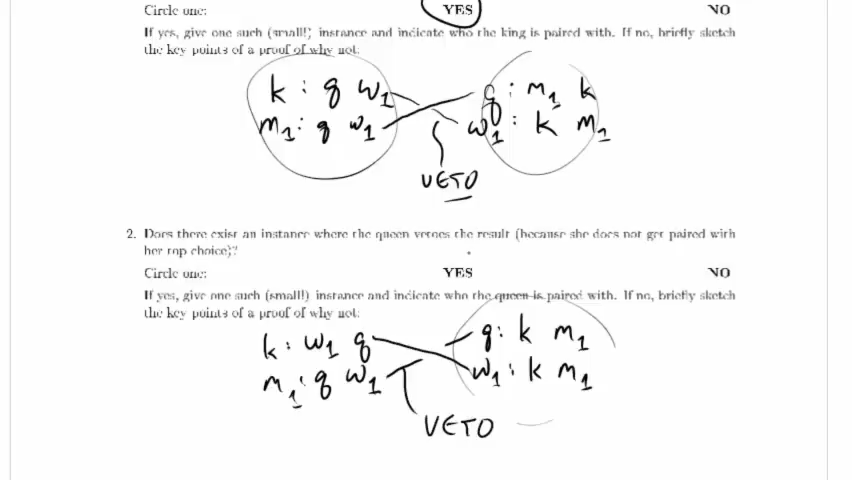 Circle one: YES NO
If yes, give one such (small!) instance and indicate who the king is paired with. If no, briefly sketch
the key points of a proof of why not:
k : q w1 q : m1 k
m1 : q w1 w1 : k m1
VETO
2. Does there exist an instance where the queen vetoes the result (because she does not get paired with
her top choice)?
Circle one: YES NO
If yes, give one such (small!) instance and indicate who the queen is paired with. If no, briefly sketch
the key points of a proof of why not:
k : w1 q q : k m1
m1 : q w1 w1 : k m1
VETO